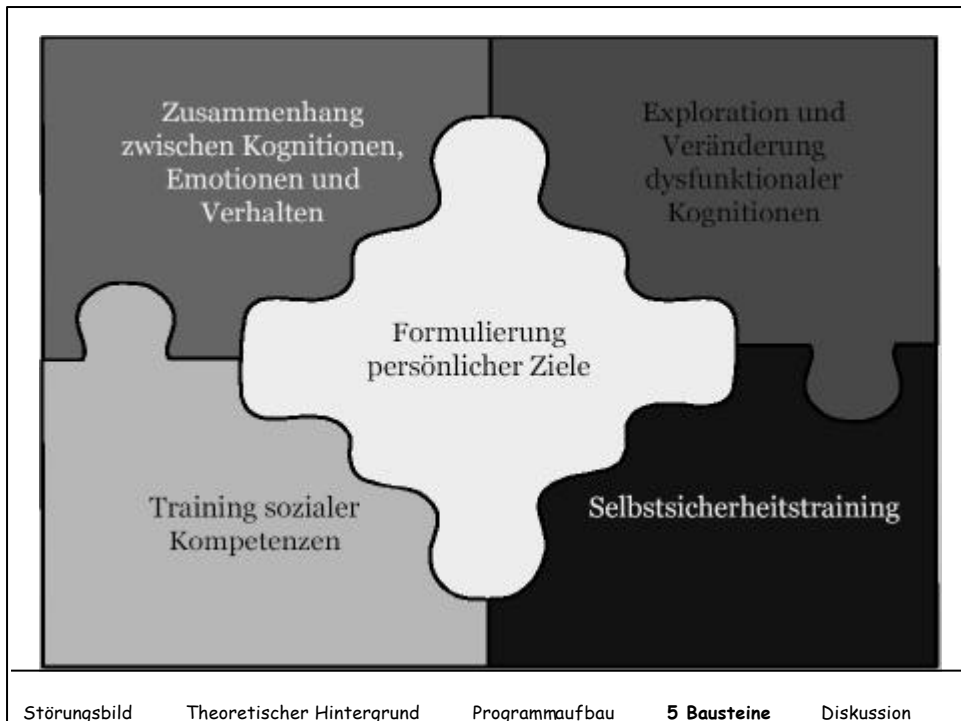 Zusammenhang
zwischen Kognitionen,
Emotionen und
Verhalten
Exploration und
Veränderung
dysfunktionaler
Kognitionen
Formulierung
persönlicher Ziele
Training sozialer
Kompetenzen
Selbstsicherheitstraining
Störungsbild Theoretischer Hintergrund Programmaufbau 5 Bausteine Diskussion